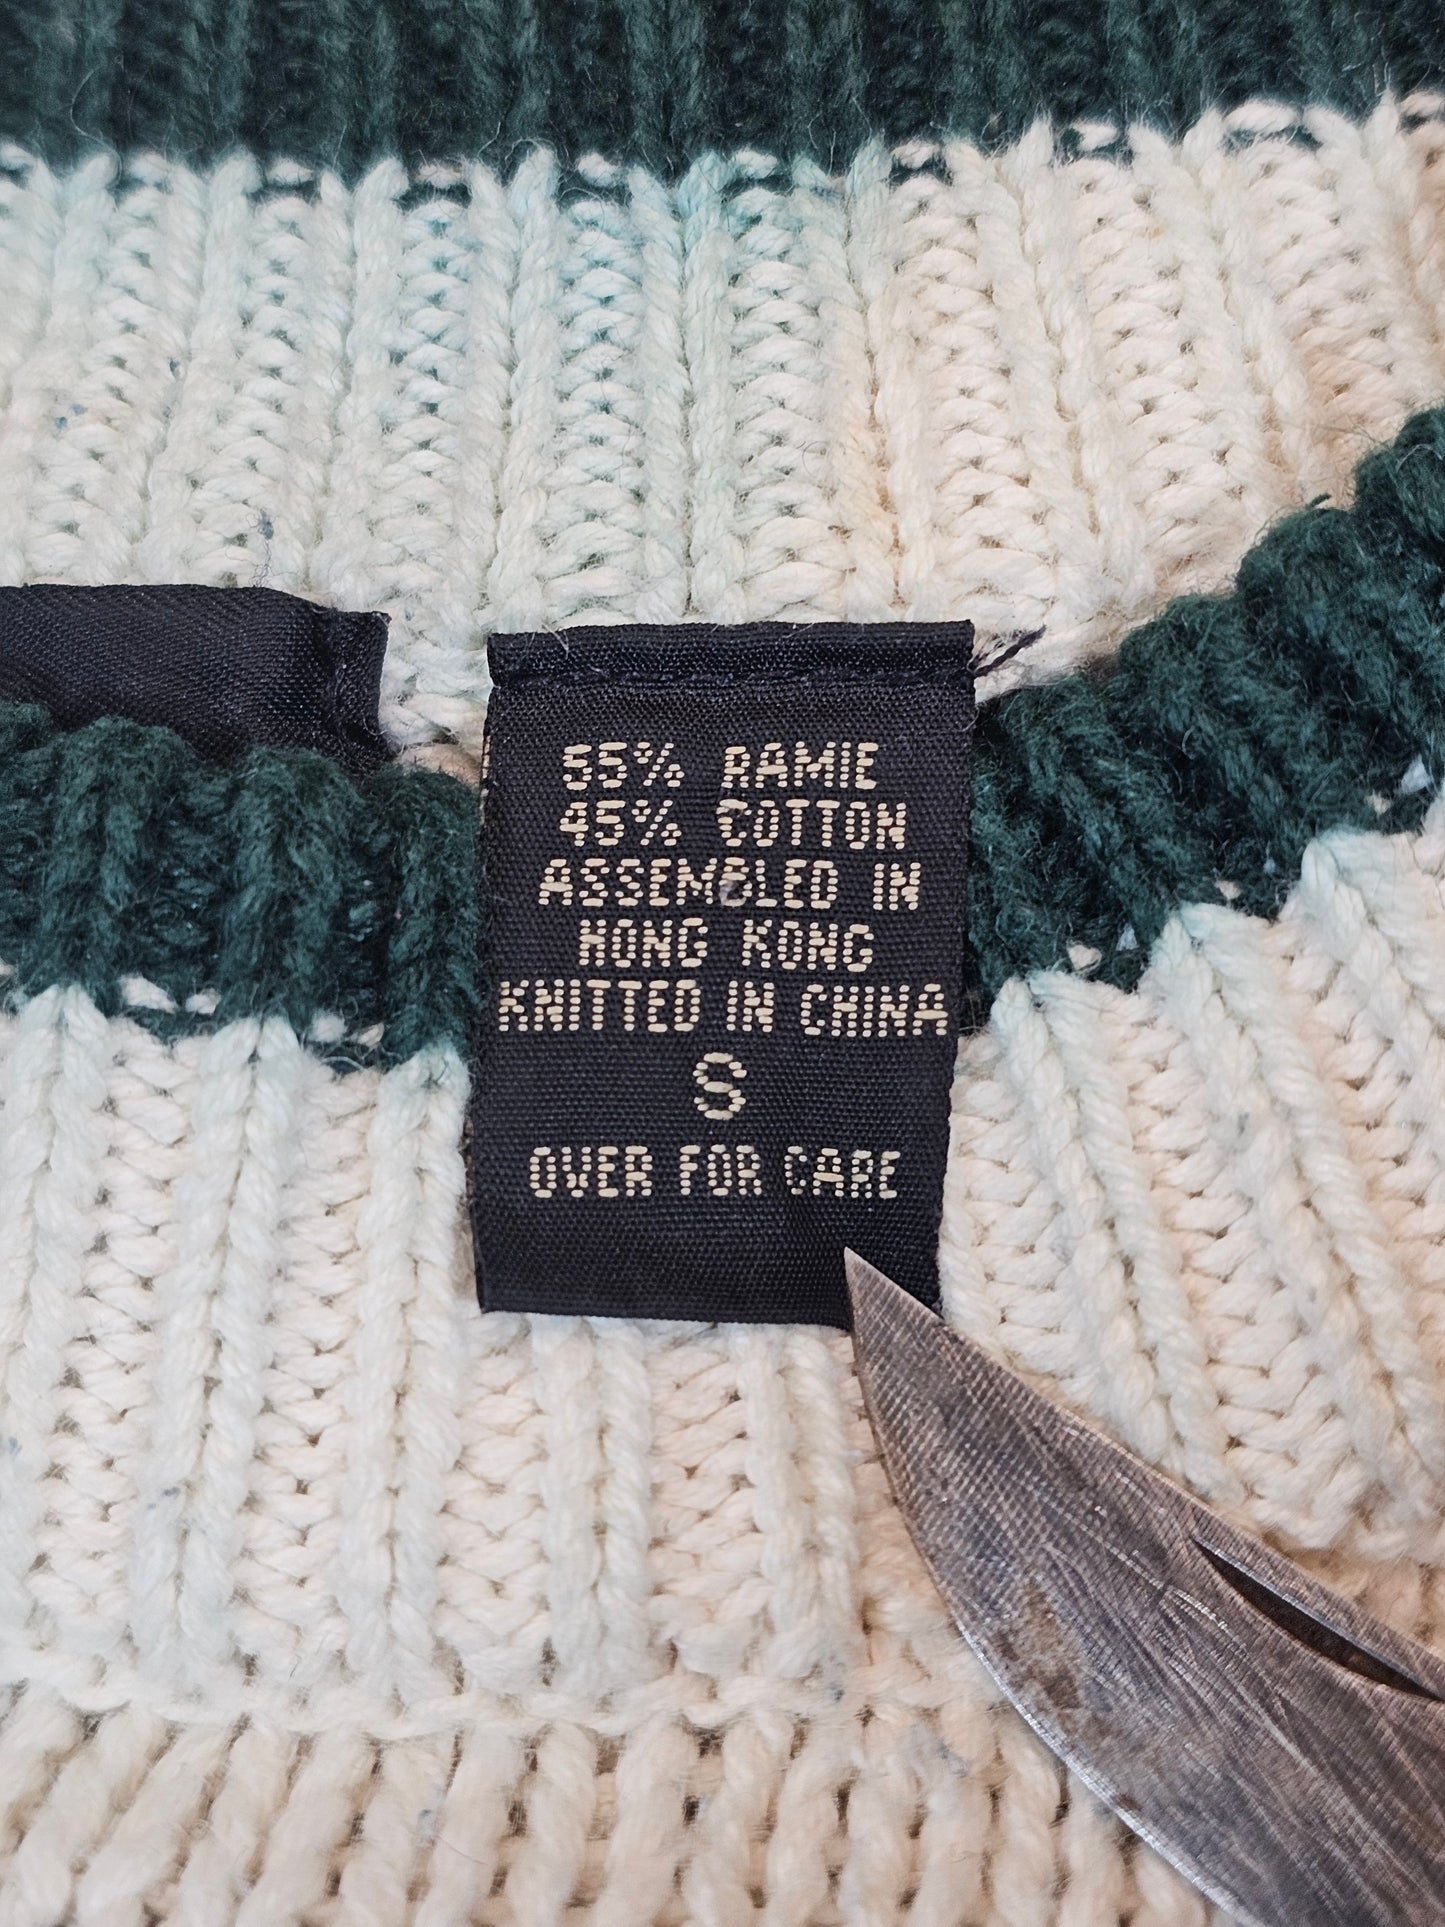 55% RAMIE
45% COTTON
ASSEMBLED IN
HONG KONG
KNITTED IN CHINA
S
OVER FOR CARE